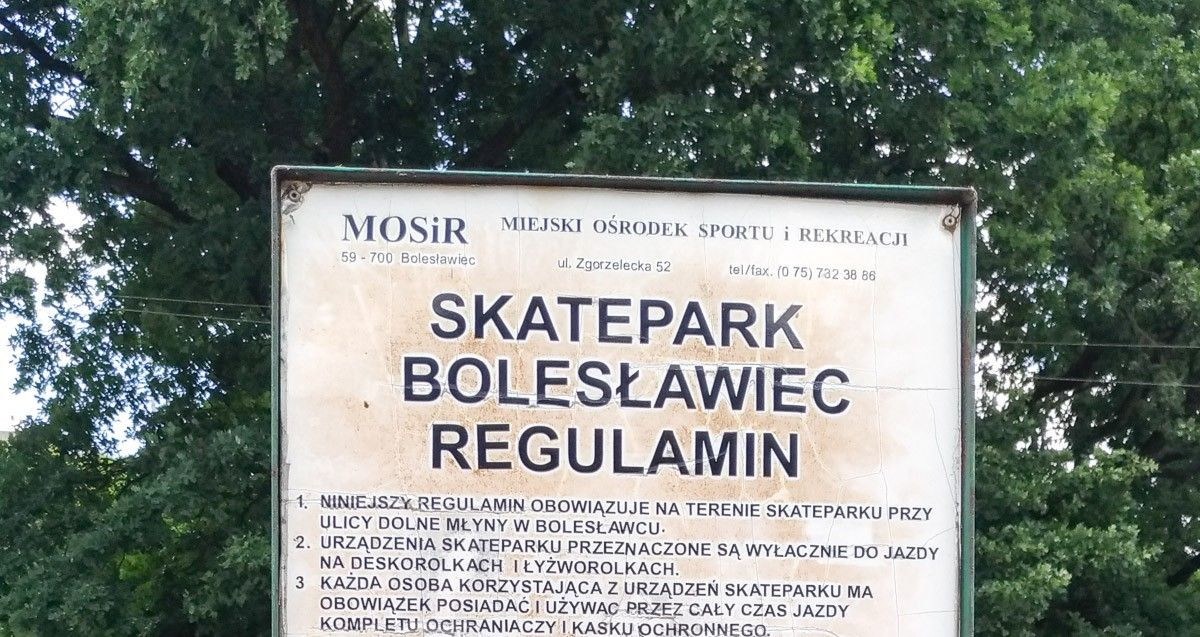 MOSiR MIEJSKI OŚRODEK SPORTU i REKREACJI
59 - 700 Bolesławiec ul. Zgorzelecka 52 tel/fax. (0 75) 732 38 86
SKATEPARK
BOLESŁAWIEC
REGULAMIN
1. NINIEJSZY REGULAMIN OBOWIĄZUJE NA TERENIE SKATEPARKU PRZY
ULICY DOLNE MŁYNY W BOLESŁAWCU.
2. URZĄDZENIA SKATEPARKU PRZEZNACZONE SĄ WYŁACZNIE DO JAZDY
NA DESKOROLKACH I ŁYŻWOROLKACH.
3 KAŻDA OSOBA KORZYSTAJĄCA Z URZĄDZEŃ SKATEPARKU MA
OBOWIĄZEK POSIADAĆ I UŻYWAĆ PRZEZ CAŁY CZAS JAZDY
KOMPLETU OCHRANIACZY I KASKU OCHRONNEGO.